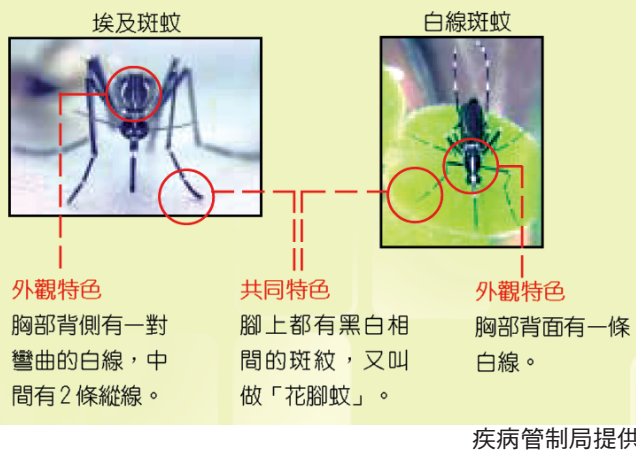 埃及斑蚊
白線斑蚊
外觀特色
胸部背側有一對
彎曲的白線，中
間有2條縱線。
共同特色
腳上都有黑白相
間的斑紋，又叫
做「花腳蚊」。
外觀特色
胸部背面有一條
白線。
疾病管制局提供